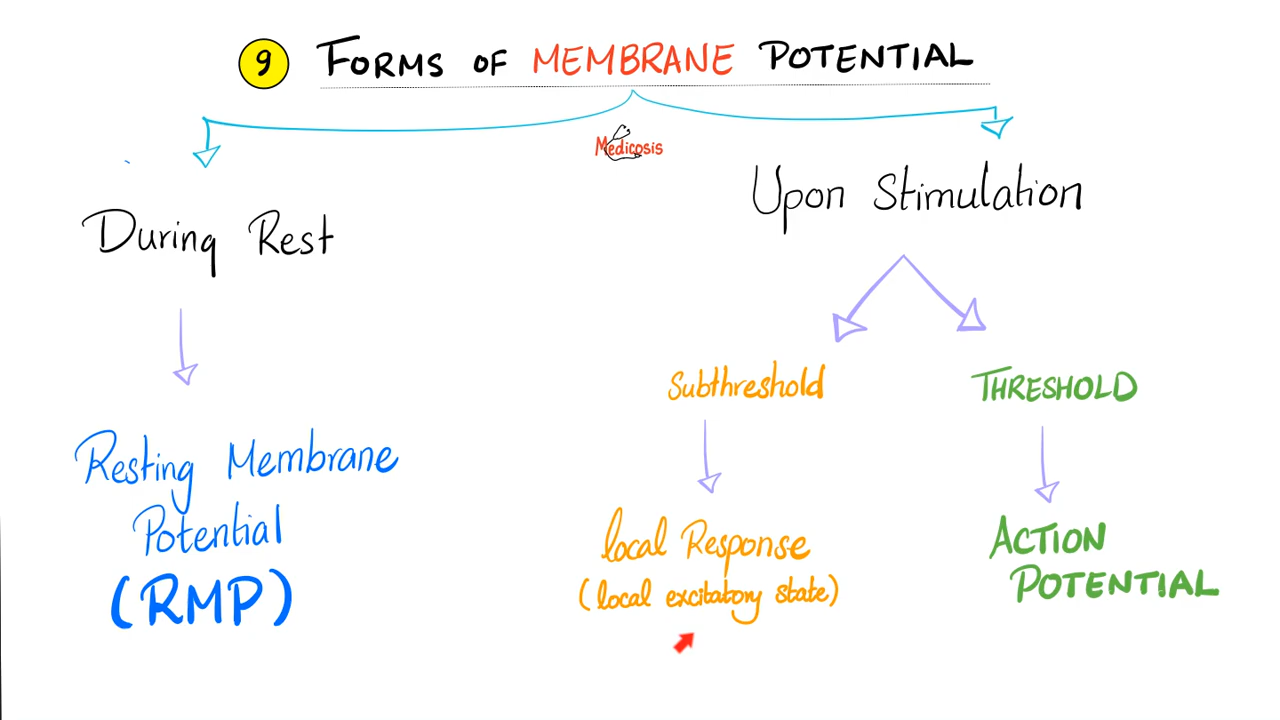 9 FORMS OF MEMBRANE POTENTIAL
Medicosis
Upon Stimulation
During Rest
Subthreshold
THRESHOLD
Resting Membrane
Potential
(RMP)
local Response
(local excitatory state)
ACTION
POTENTIAL